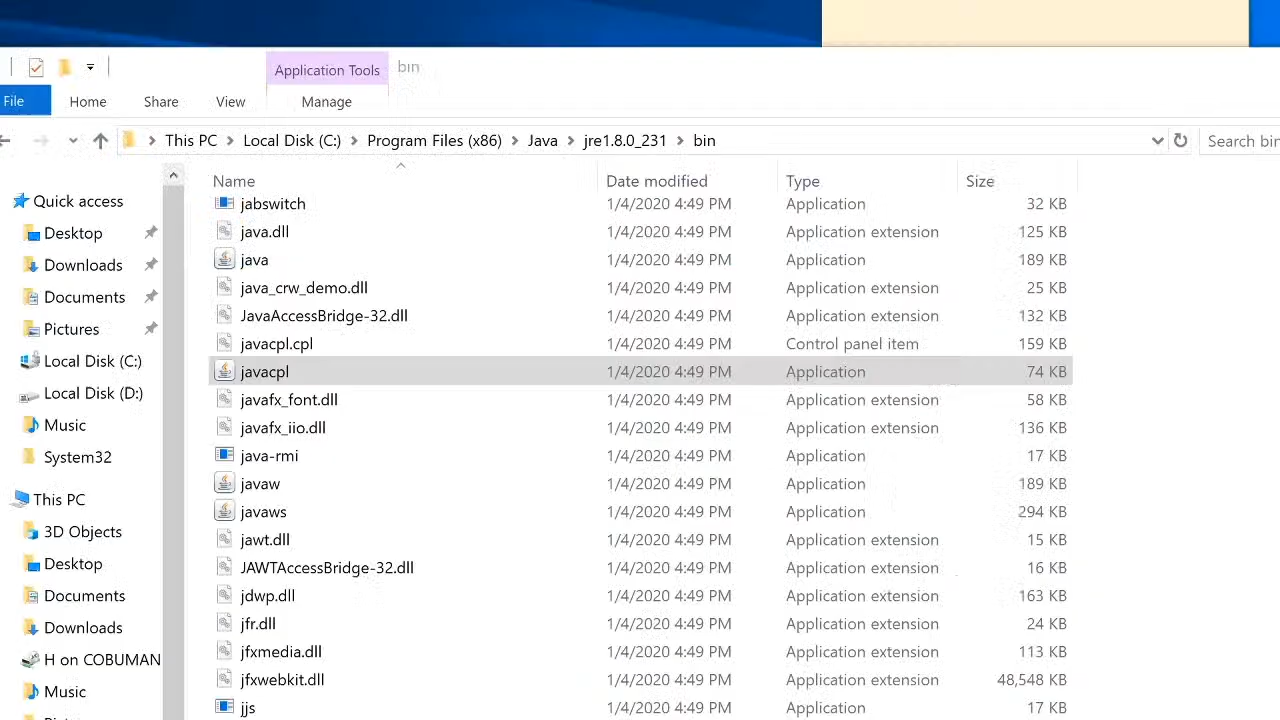 Application Tools bin
File Home Share View Manage
This PC Local Disk (C:) Program Files (x86) Java jre1.8.0_231 bin Search bin
Name Date modified Type Size
Quick access
Desktop
Downloads
Documents
Pictures
Local Disk (C:)
Local Disk (D:)
Music
System32
This PC
3D Objects
Desktop
Documents
Downloads
H on COBUMAN
Music
jabswitch 1/4/2020 4:49 PM Application 32 KB
java.dll 1/4/2020 4:49 PM Application extension 125 KB
java 1/4/2020 4:49 PM Application 189 KB
java_crw_demo.dll 1/4/2020 4:49 PM Application extension 25 KB
JavaAccessBridge-32.dll 1/4/2020 4:49 PM Application extension 132 KB
javacpl.cpl 1/4/2020 4:49 PM Control panel item 159 KB
javacpl 1/4/2020 4:49 PM Application 74 KB
javafx_font.dll 1/4/2020 4:49 PM Application extension 58 KB
javafx_iio.dll 1/4/2020 4:49 PM Application extension 136 KB
java-rmi 1/4/2020 4:49 PM Application 17 KB
javaw 1/4/2020 4:49 PM Application 189 KB
javaws 1/4/2020 4:49 PM Application 294 KB
jawt.dll 1/4/2020 4:49 PM Application extension 15 KB
JAWTAccessBridge-32.dll 1/4/2020 4:49 PM Application extension 16 KB
jdwp.dll 1/4/2020 4:49 PM Application extension 163 KB
jfr.dll 1/4/2020 4:49 PM Application extension 24 KB
jfxmedia.dll 1/4/2020 4:49 PM Application extension 113 KB
jfxwebkit.dll 1/4/2020 4:49 PM Application extension 48,548 KB
jjs 1/4/2020 4:49 PM Application 17 KB